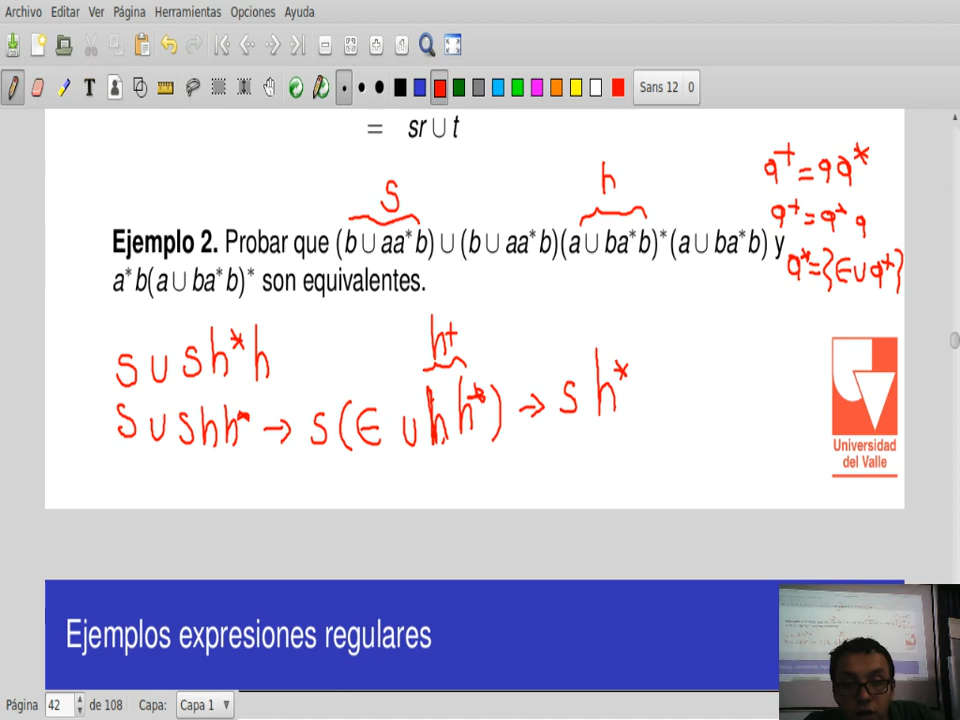 Archivo Editar Ver Página Herramientas Opciones Ayuda
Sans 12 0
= sr ∪ t
S
h
q⁺ = qq*
q⁺ = q* q
q* = {∈ ∪ q⁺}
Ejemplo 2. Probar que (b ∪ aa*b) ∪ (b ∪ aa*b)(a ∪ ba*b)*(a ∪ ba*b) y
a*b(a ∪ ba*b)* son equivalentes.
s ∪ sh*h
h⁺
s ∪ shh* → s(∈ ∪ hh*) → sh*
Universidad
del Valle
Ejemplos expresiones regulares
Página 42 de 108 Capa: Capa 1